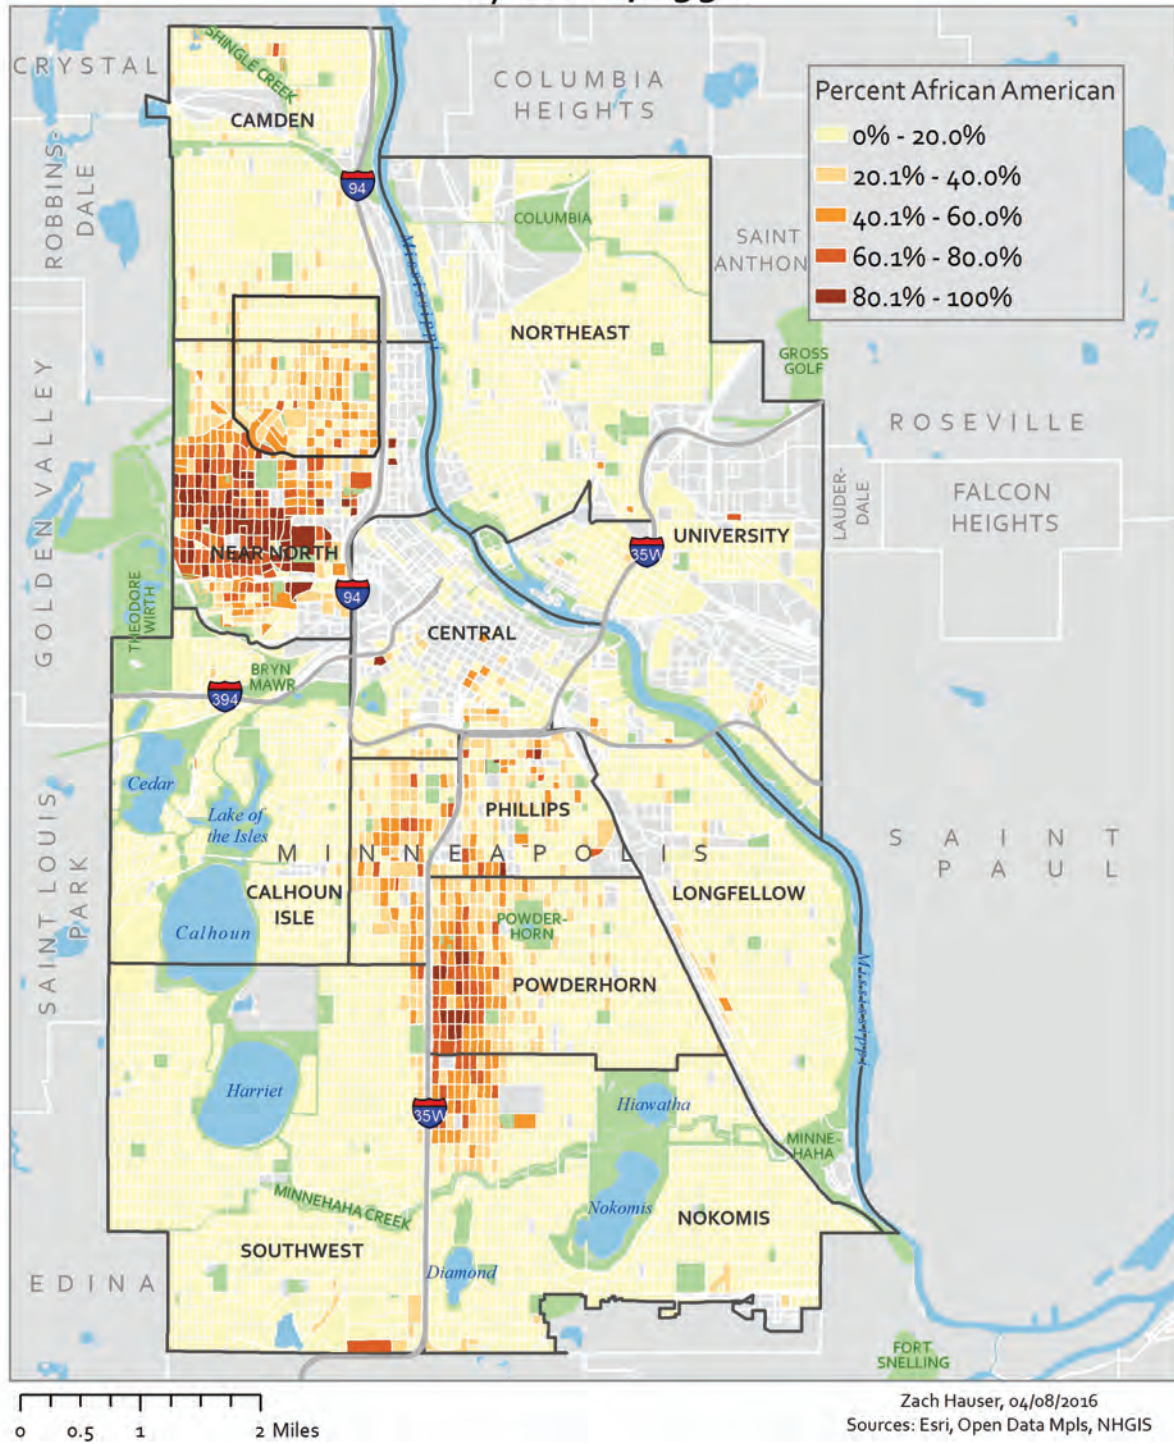 CRYSTAL
SHINGLE CREEK
CAMDEN
COLUMBIA
HEIGHTS
Percent African American
0% - 20.0%
20.1% - 40.0%
40.1% - 60.0%
60.1% - 80.0%
80.1% - 100%
ROBBINS-
DALE
94
COLUMBIA
SAINT
ANTHON
Mississippi
NORTHEAST
GROSS
GOLF
GOLDEN VALLEY
ROSEVILLE
LAUDER-
DALE
FALCON
HEIGHTS
NEAR NORTH
UNIVERSITY
35W
THEODORE
WIRTH
94
CENTRAL
BRYN
MAWR
394
Cedar
Lake of
the Isles
PHILLIPS
MINNEAPOLIS
SAINT
PAUL
SAINT LOUIS
PARK
CALHOUN
ISLE
LONGFELLOW
Calhoun
POWDER-
HORN
POWDERHORN
Mississippi
Harriet
35W
Hiawatha
MINNE-
HAHA
MINNEHAHA CREEK
Nokomis
NOKOMIS
SOUTHWEST
Diamond
EDINA
FORT
SNELLING
0 0.5 1 2 Miles
Zach Hauser, 04/08/2016
Sources: Esri, Open Data Mpls, NHGIS